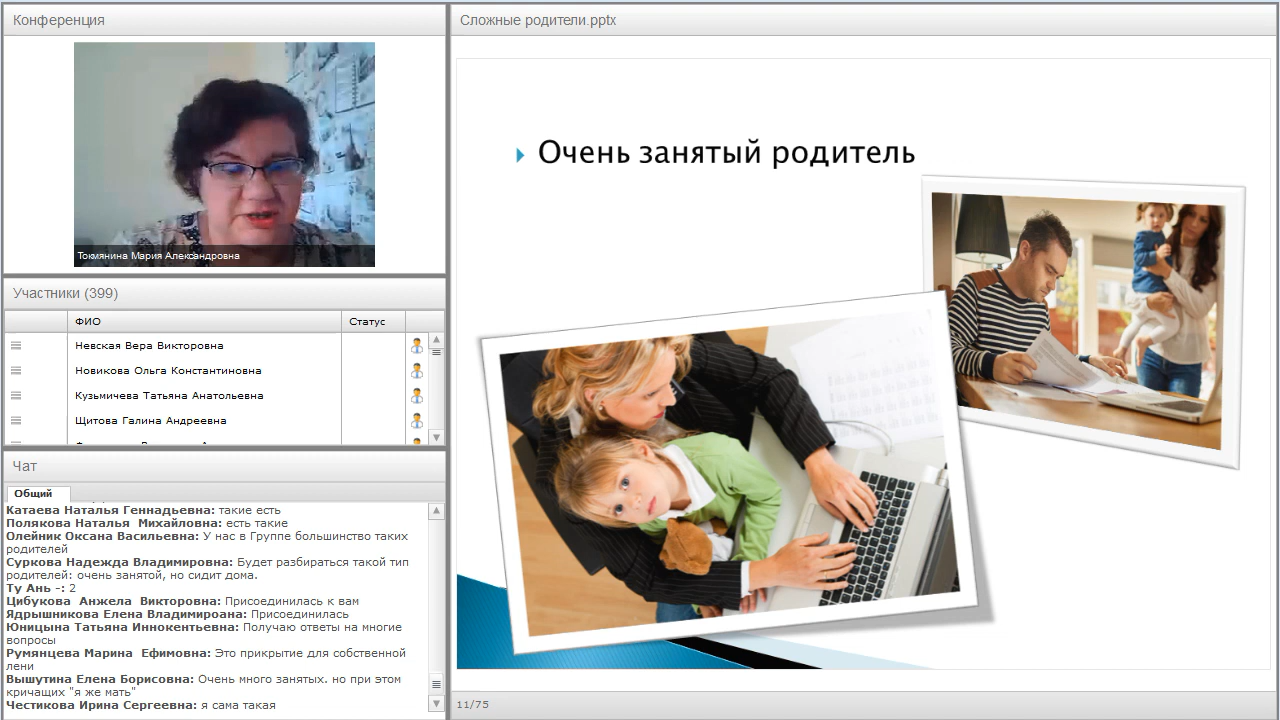 Конференция
Токмянина Мария Александровна
Участники (399)
ФИО
Статус
Невская Вера Викторовна
Новикова Ольга Константиновна
Кузьмичева Татьяна Анатольевна
Щитова Галина Андреевна
Чат
Общий
Катаева Наталья Геннадьевна: такие есть
Полякова Наталья Михайловна: есть такие
Олейник Оксана Васильевна: У нас в Группе большинство таких
родителей
Суркова Надежда Владимировна: Будет разбираться такой тип
родителей: очень занятой, но сидит дома.
Ту Ань -: 2
Цибукова Анжела Викторовна: Присоединилась к вам
Ядрышникова Елена Владимироана: Присоединилась
Юницына Татьяна Иннокентьевна: Получаю ответы на многие
вопросы
Румянцева Марина Ефимовна: Это прикрытие для собственной
лени
Вышутина Елена Борисовна: Очень много занятых. но при этом
кричащих "я же мать"
Честикова Ирина Сергеевна: я сама такая
Сложные родители.pptx
Очень занятый родитель
11/75